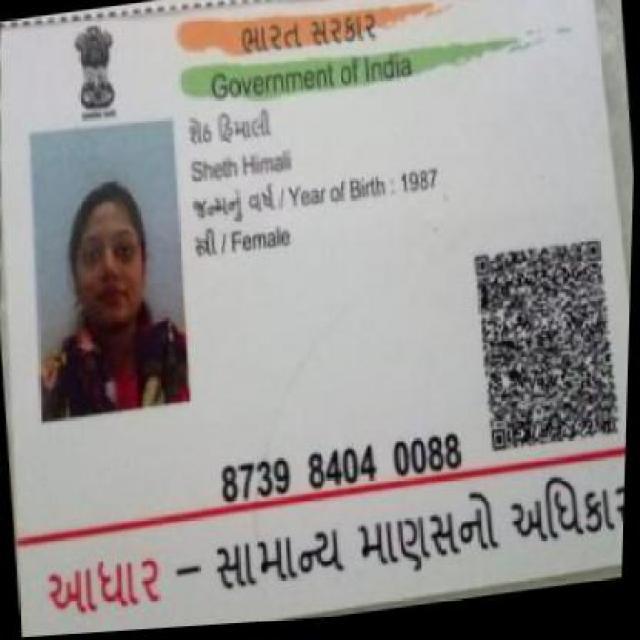 ભારત સરકાર
Government of India
શેઠ હિમાલી
Sheth Himali
જન્મનું વર્ષ / Year of Birth : 1987
સ્ત્રી / Female
8739 8404 0088
આધાર – સામાન્ય માણસનો અધિકાર